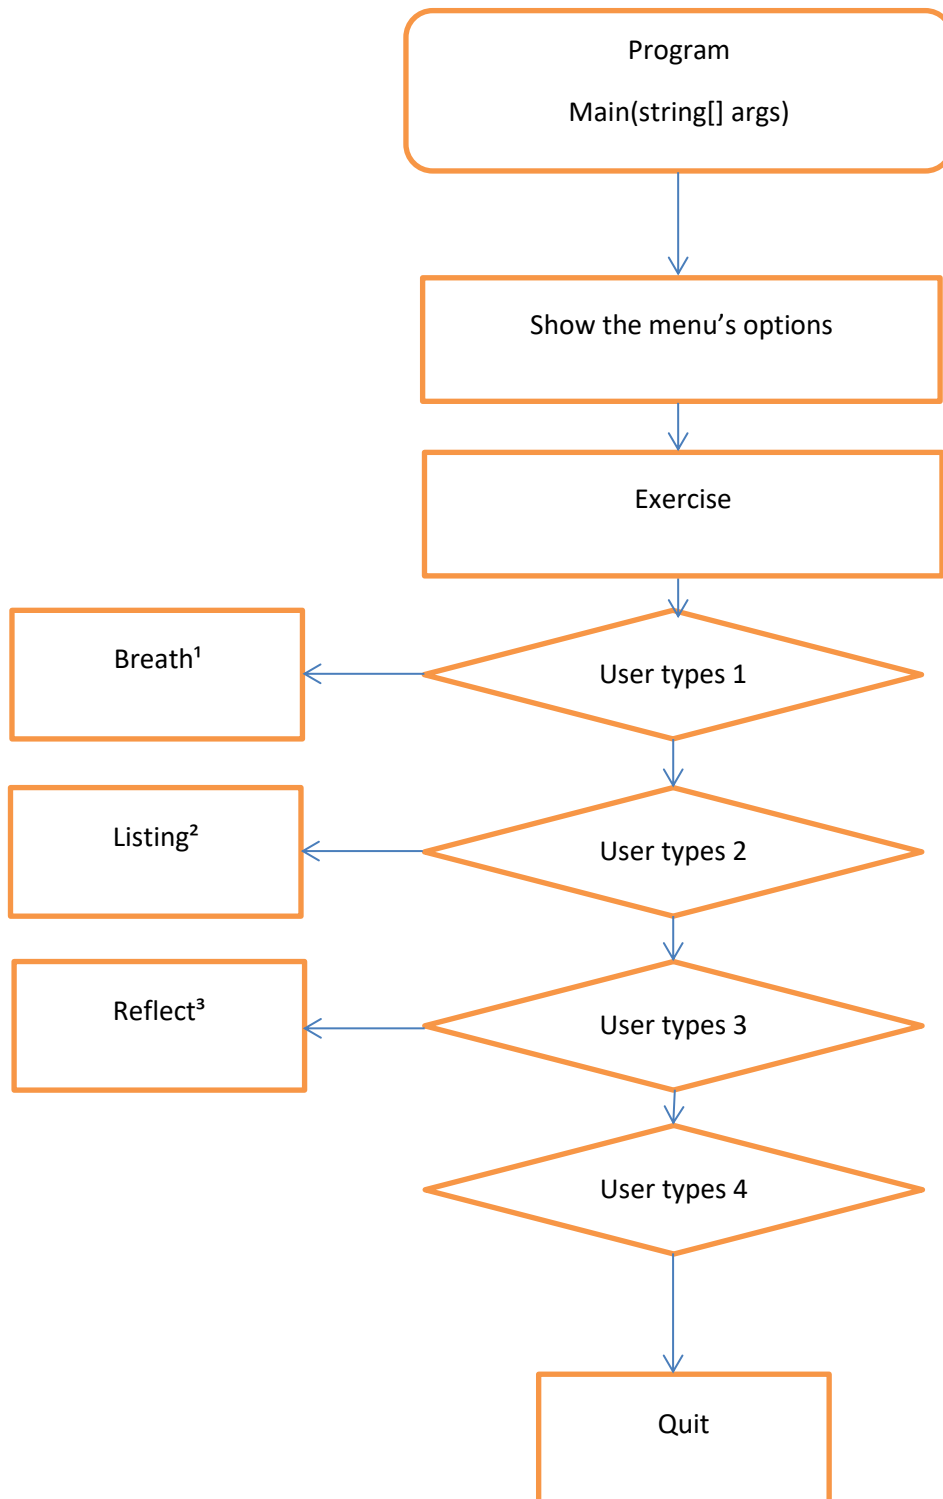 Program
Main(string[] args)
Show the menu’s options
Exercise
Breath¹
User types 1
Listing²
User types 2
Reflect³
User types 3
User types 4
Quit